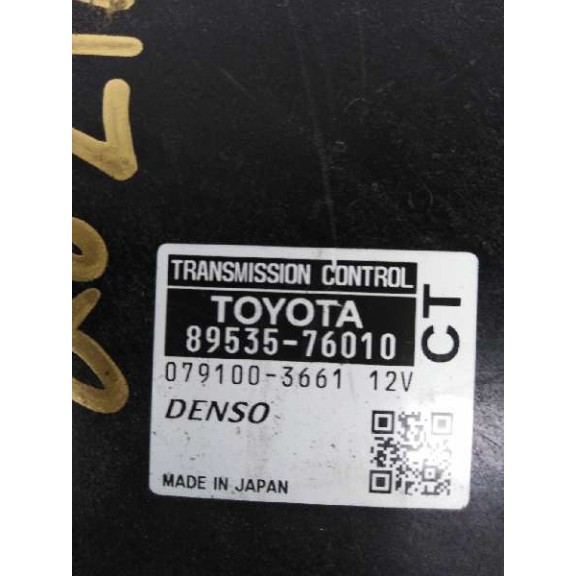 TRANSMISSION CONTROL
TOYOTA
89535-76010
CT
079100-3661 12V
DENSO
MADE IN JAPAN